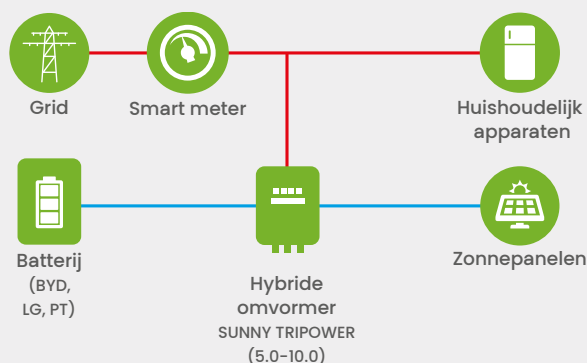 Grid
Smart meter
Huishoudelijk
apparaten
Batterij
(BYD,
LG, PT)
Hybride
omvormer
SUNNY TRIPOWER
(5.0-10.0)
Zonnepanelen